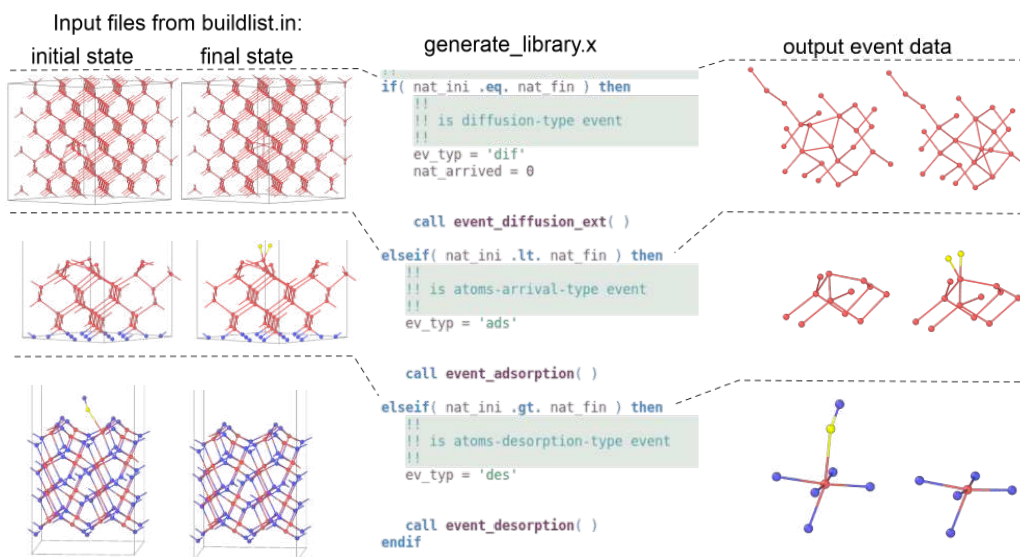 Input files from buildlist.in:
initial state
final state
generate_library.x
output event data
!!
if( nat_ini .eq. nat_fin ) then
!!
!! is diffusion-type event
!!
ev_typ = 'dif'
nat_arrived = 0
call event_diffusion_ext( )
elseif( nat_ini .lt. nat_fin ) then
!!
!! is atoms-arrival-type event
!!
ev_typ = 'ads'
call event_adsorption( )
elseif( nat_ini .gt. nat_fin ) then
!!
!! is atoms-desorption-type event
!!
ev_typ = 'des'
call event_desorption( )
endif